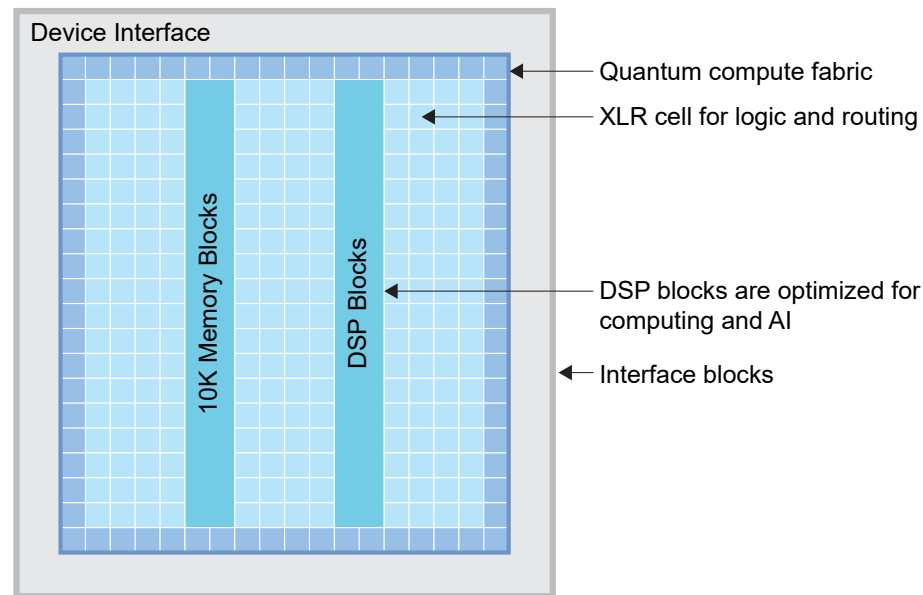 Device Interface
Quantum compute fabric
XLR cell for logic and routing
10K Memory Blocks
DSP Blocks
DSP blocks are optimized for
computing and AI
Interface blocks